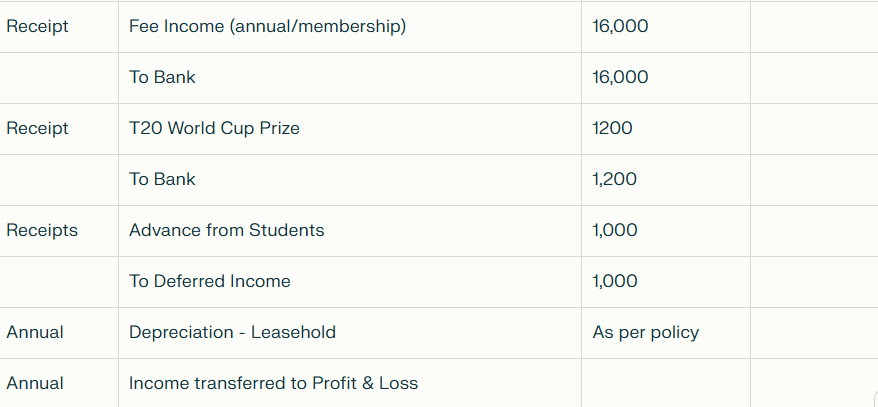 Receipt Fee Income (annual/membership) 16,000
To Bank 16,000
Receipt T20 World Cup Prize 1200
To Bank 1,200
Receipts Advance from Students 1,000
To Deferred Income 1,000
Annual Depreciation - Leasehold As per policy
Annual Income transferred to Profit & Loss